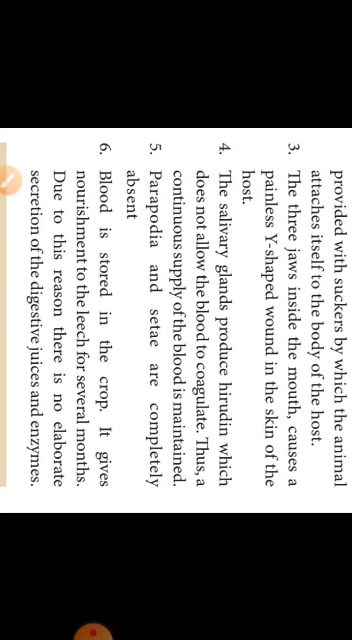 provided with suckers by which the animal
attaches itself to the body of the host.
3. The three jaws inside the mouth, causes a
painless Y-shaped wound in the skin of the
host.
4. The salivary glands produce hirudin which
does not allow the blood to coagulate. Thus, a
continuous supply of the blood is maintained.
5. Parapodia and setae are completely
absent
6. Blood is stored in the crop. It gives
nourishment to the leech for several months.
Due to this reason there is no elaborate
secretion of the digestive juices and enzymes.